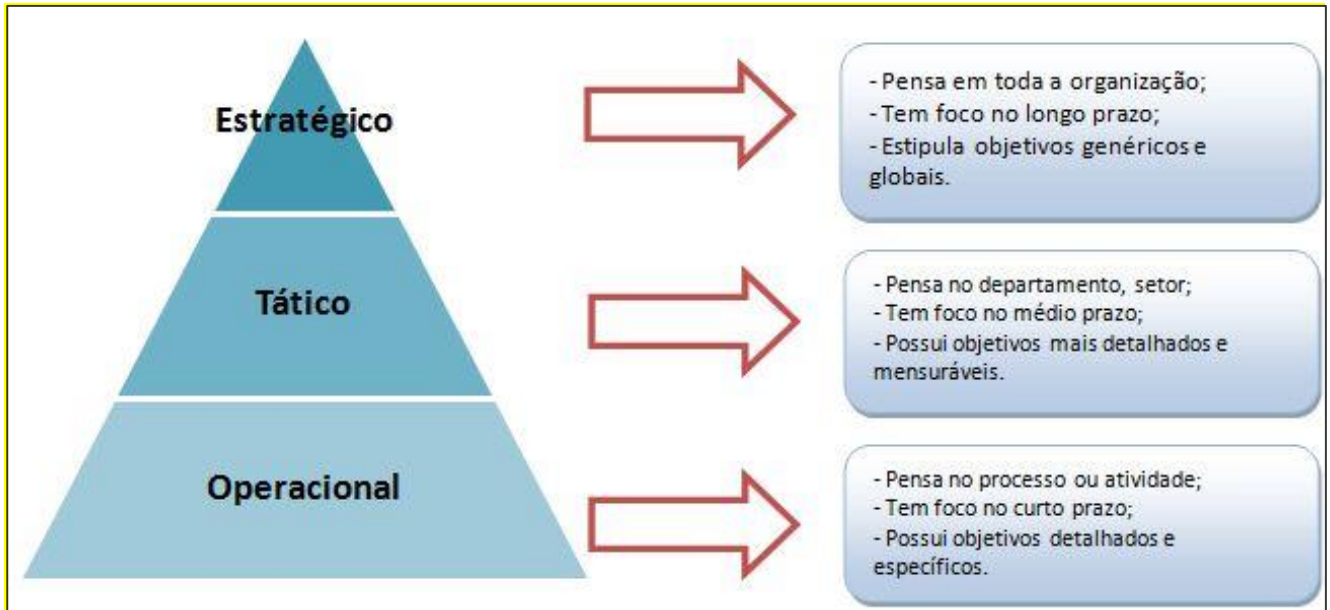 Estratégico
- Pensa em toda a organização;
- Tem foco no longo prazo;
- Estipula objetivos genéricos e
globais.
Tático
- Pensa no departamento, setor;
- Tem foco no médio prazo;
- Possui objetivos mais detalhados e
mensuráveis.
Operacional
- Pensa no processo ou atividade;
- Tem foco no curto prazo;
- Possui objetivos detalhados e
específicos.